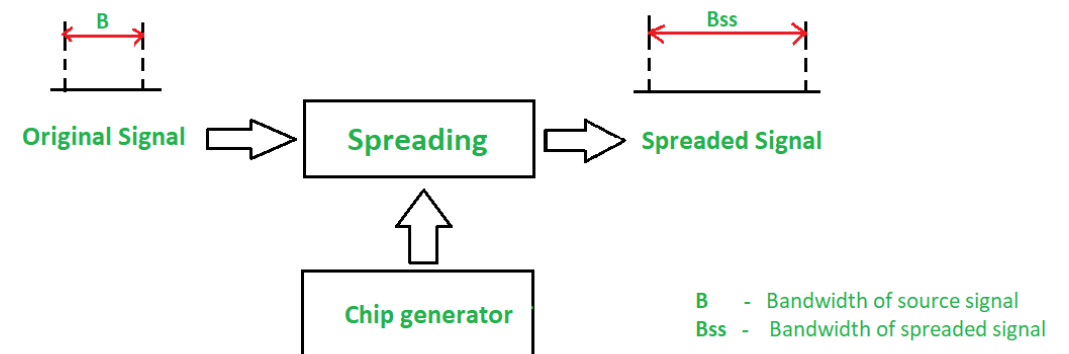 B
Bss
Original Signal
Spreading
Spreaded Signal
Chip generator
B - Bandwidth of source signal
Bss - Bandwidth of spreaded signal